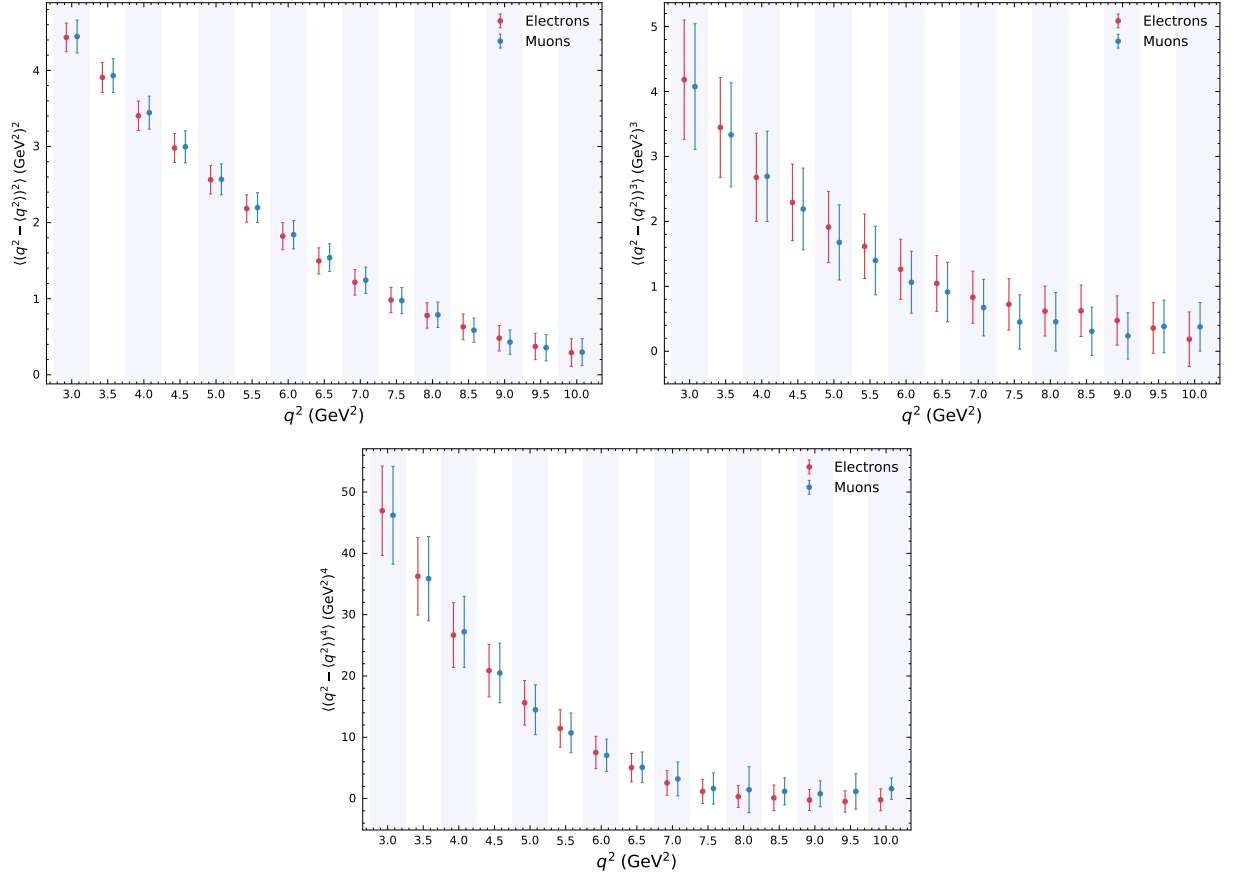 Electrons
Muons
⟨(q² − ⟨q²⟩)²⟩ (GeV²)²
4
3
2
1
0
3.0 3.5 4.0 4.5 5.0 5.5 6.0 6.5 7.0 7.5 8.0 8.5 9.0 9.5 10.0
q² (GeV²)
Electrons
Muons
⟨(q² − ⟨q²⟩)³⟩ (GeV²)³
5
4
3
2
1
0
3.0 3.5 4.0 4.5 5.0 5.5 6.0 6.5 7.0 7.5 8.0 8.5 9.0 9.5 10.0
q² (GeV²)
Electrons
Muons
⟨(q² − ⟨q²⟩)⁴⟩ (GeV²)⁴
50
40
30
20
10
0
3.0 3.5 4.0 4.5 5.0 5.5 6.0 6.5 7.0 7.5 8.0 8.5 9.0 9.5 10.0
q² (GeV²)